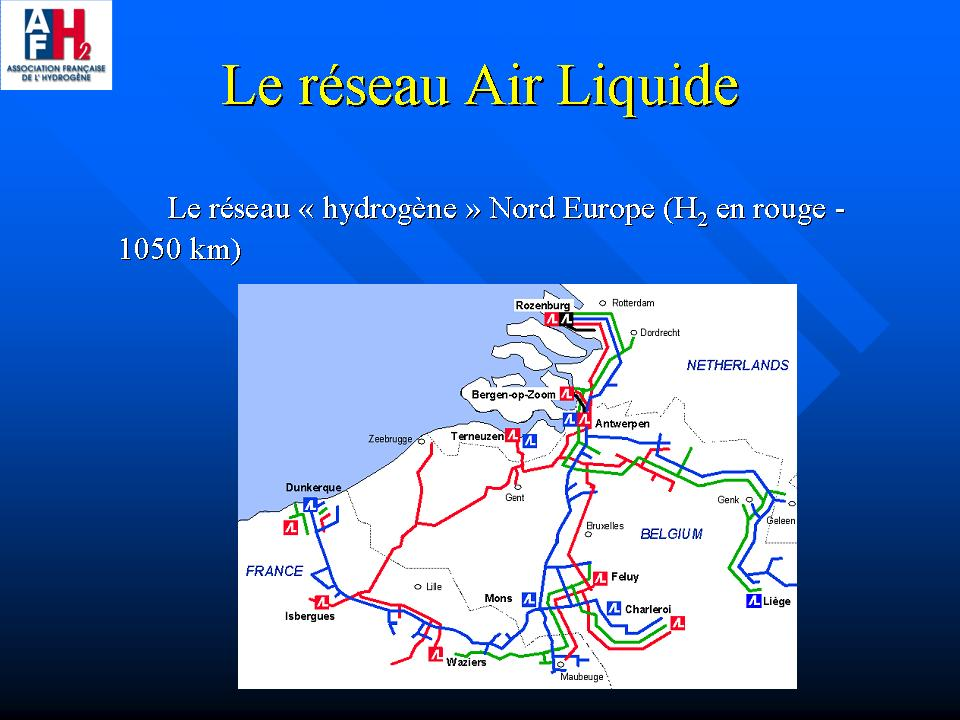 AFH2
ASSOCIATION FRANÇAISE
DE L'HYDROGÈNE
Le réseau Air Liquide
Le réseau « hydrogène » Nord Europe (H2 en rouge -
1050 km)
Rozenburg
Rotterdam
Dordrecht
NETHERLANDS
Bergen-op-Zoom
Antwerpen
Zeebrugge
Terneuzen
Dunkerque
Gent
Genk
Geleen
Bruxelles
BELGIUM
FRANCE
Lille
Feluy
Mons
Charleroi
Liège
Isbergues
Waziers
Maubeuge